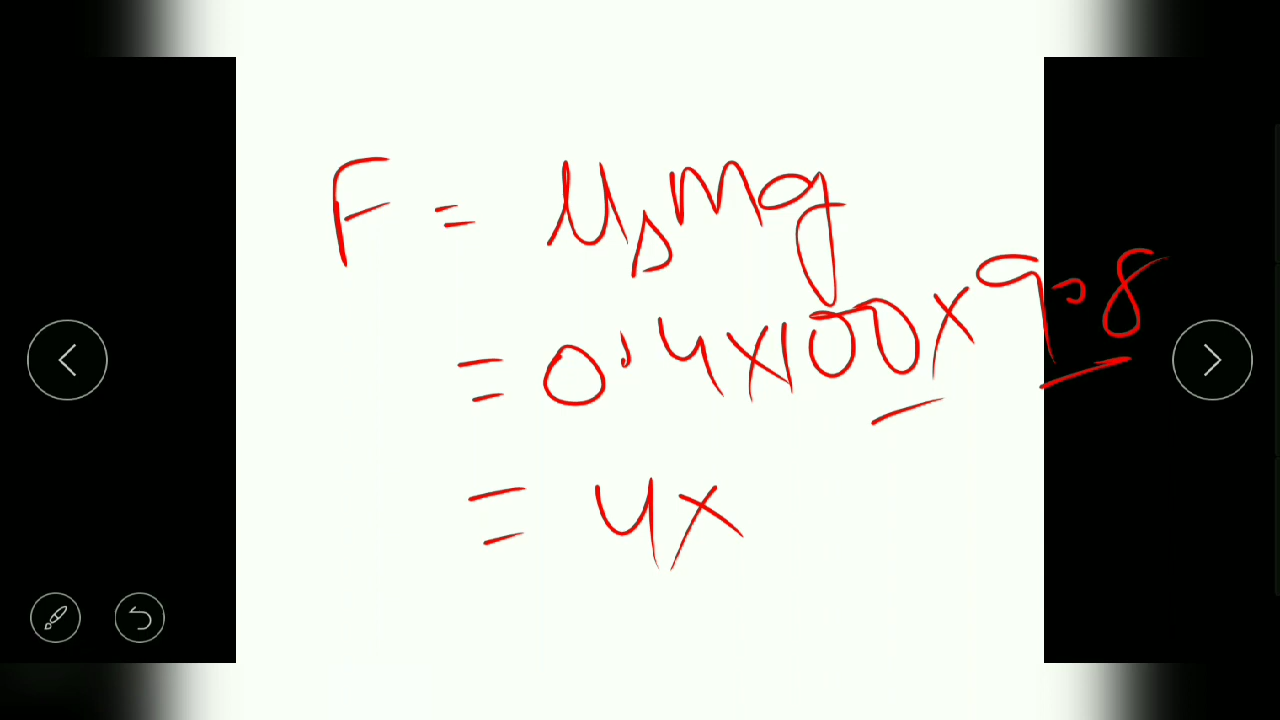 F = μsmg
= 0.4×100×9.8
= 4×